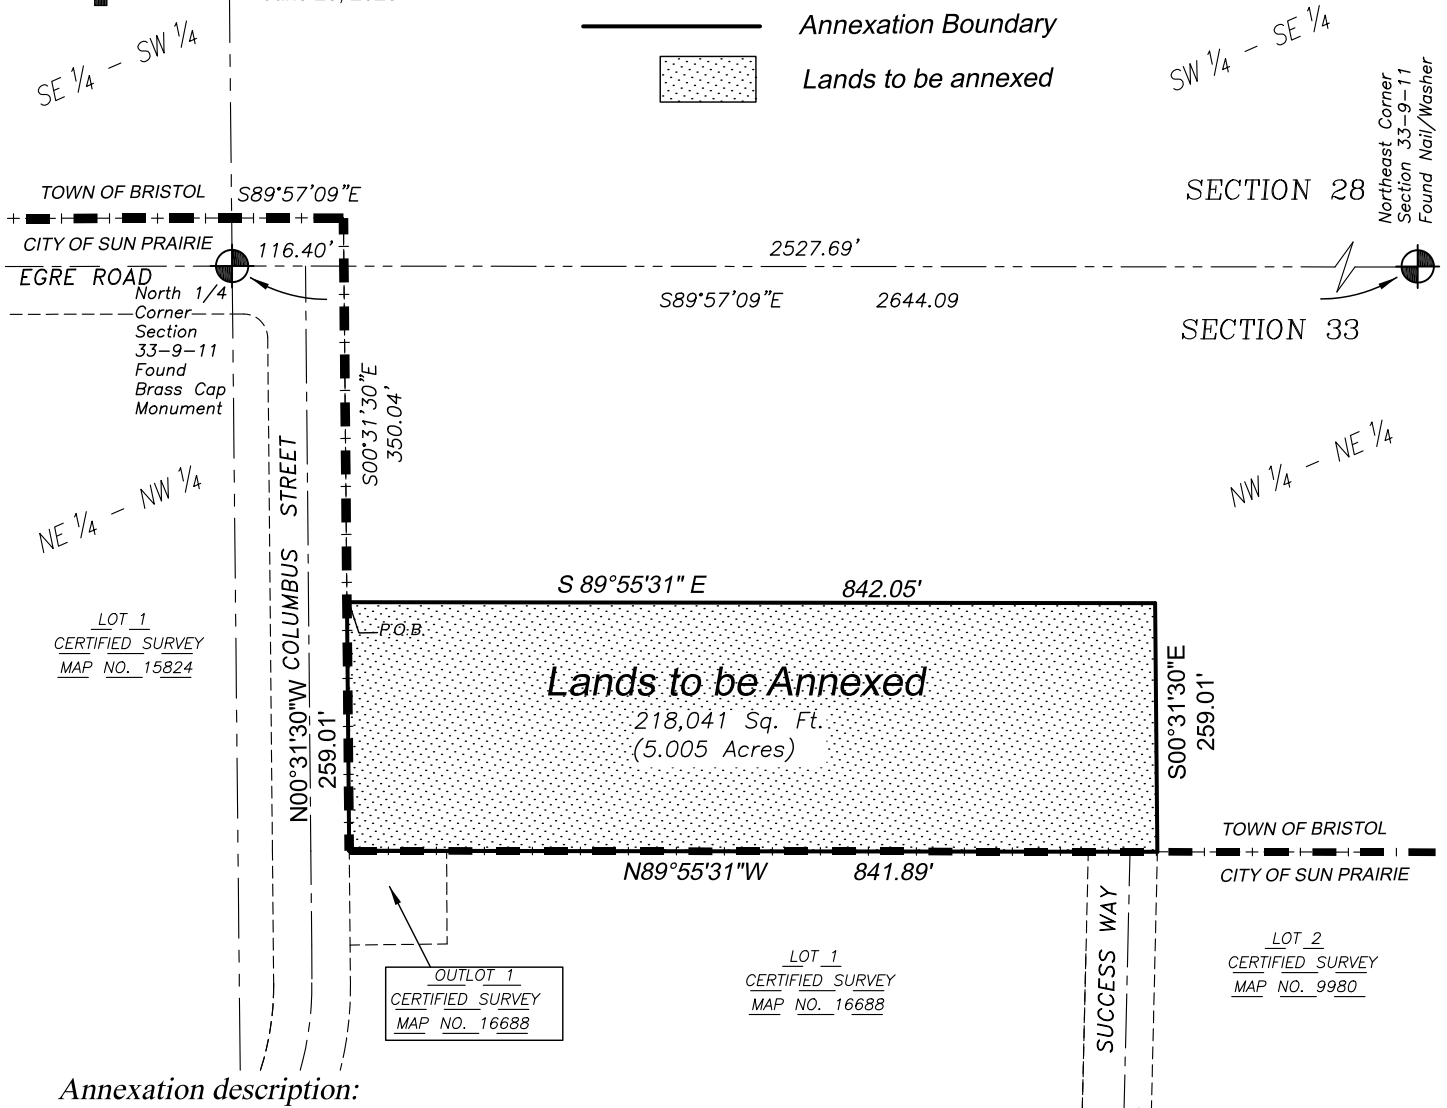 Annexation Boundary
Lands to be annexed
SE 1/4 - SW 1/4
SW 1/4 - SE 1/4
Northeast Corner
Section 33-9-11
Found Nail/Washer
SECTION 28
TOWN OF BRISTOL
S89°57'09"E
CITY OF SUN PRAIRIE
116.40'
2527.69'
EGRE ROAD
S89°57'09"E 2644.09
North 1/4
Corner
Section
33-9-11
Found
Brass Cap
Monument
SECTION 33
S00°31'30"E
350.04'
NE 1/4 - NW 1/4
NW 1/4 - NE 1/4
COLUMBUS STREET
S 89°55'31" E 842.05'
LOT 1
CERTIFIED SURVEY
MAP NO. 15824
P.O.B.
Lands to be Annexed
218,041 Sq. Ft.
(5.005 Acres)
N00°31'30"W
259.01'
S00°31'30"E
259.01'
TOWN OF BRISTOL
CITY OF SUN PRAIRIE
N89°55'31"W 841.89'
OUTLOT 1
CERTIFIED SURVEY
MAP NO. 16688
LOT 1
CERTIFIED SURVEY
MAP NO. 16688
SUCCESS WAY
LOT 2
CERTIFIED SURVEY
MAP NO. 9980
Annexation description: